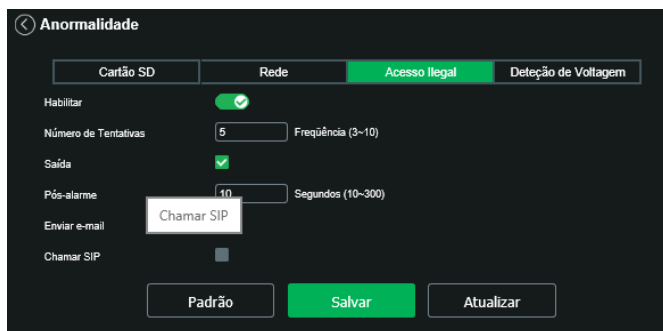 Anormalidade
Cartão SD Rede Acesso Ilegal Deteção de Voltagem
Habilitar
Número de Tentativas 5 Freqüência (3~10)
Saída
Pós-alarme 10 Segundos (10~300)
Chamar SIP
Enviar e-mail
Chamar SIP
Padrão Salvar Atualizar